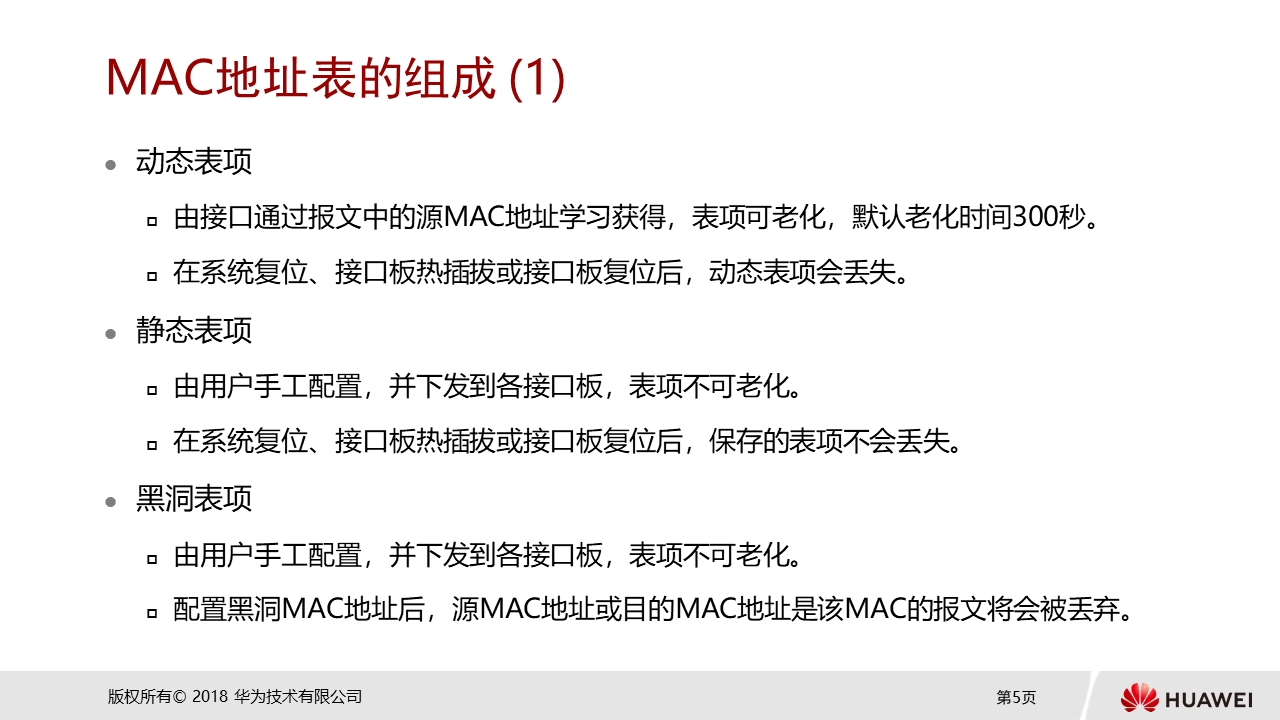 MAC地址表的组成 (1)
动态表项
由接口通过报文中的源MAC地址学习获得，表项可老化，默认老化时间300秒。
在系统复位、接口板热插拔或接口板复位后，动态表项会丢失。
静态表项
由用户手工配置，并下发到各接口板，表项不可老化。
在系统复位、接口板热插拔或接口板复位后，保存的表项不会丢失。
黑洞表项
由用户手工配置，并下发到各接口板，表项不可老化。
配置黑洞MAC地址后，源MAC地址或目的MAC地址是该MAC的报文将会被丢弃。
版权所有© 2018 华为技术有限公司
第5页
HUAWEI